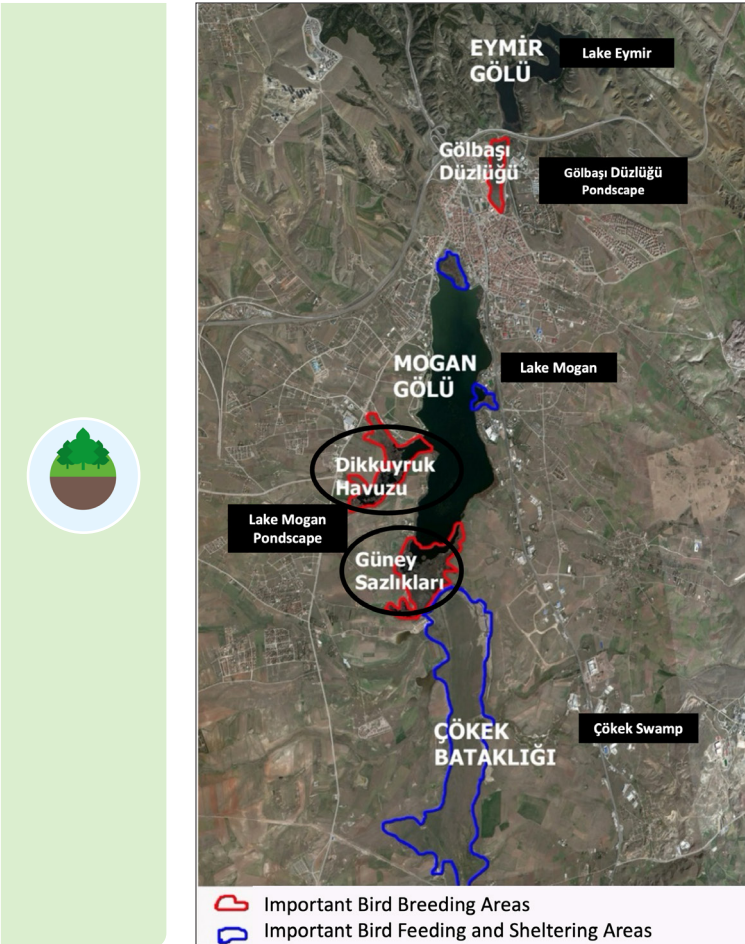 EYMİR
GÖLÜ
Lake Eymir
Gölbaşı
Düzlüğü
Gölbaşı Düzlüğü
Pondscape
MOGAN
GÖLÜ
Lake Mogan
Dikkuyruk
Havuzu
Lake Mogan
Pondscape
Güney
Sazlıkları
ÇÖKEK
BATAKLIĞI
Çökek Swamp
Important Bird Breeding Areas
Important Bird Feeding and Sheltering Areas